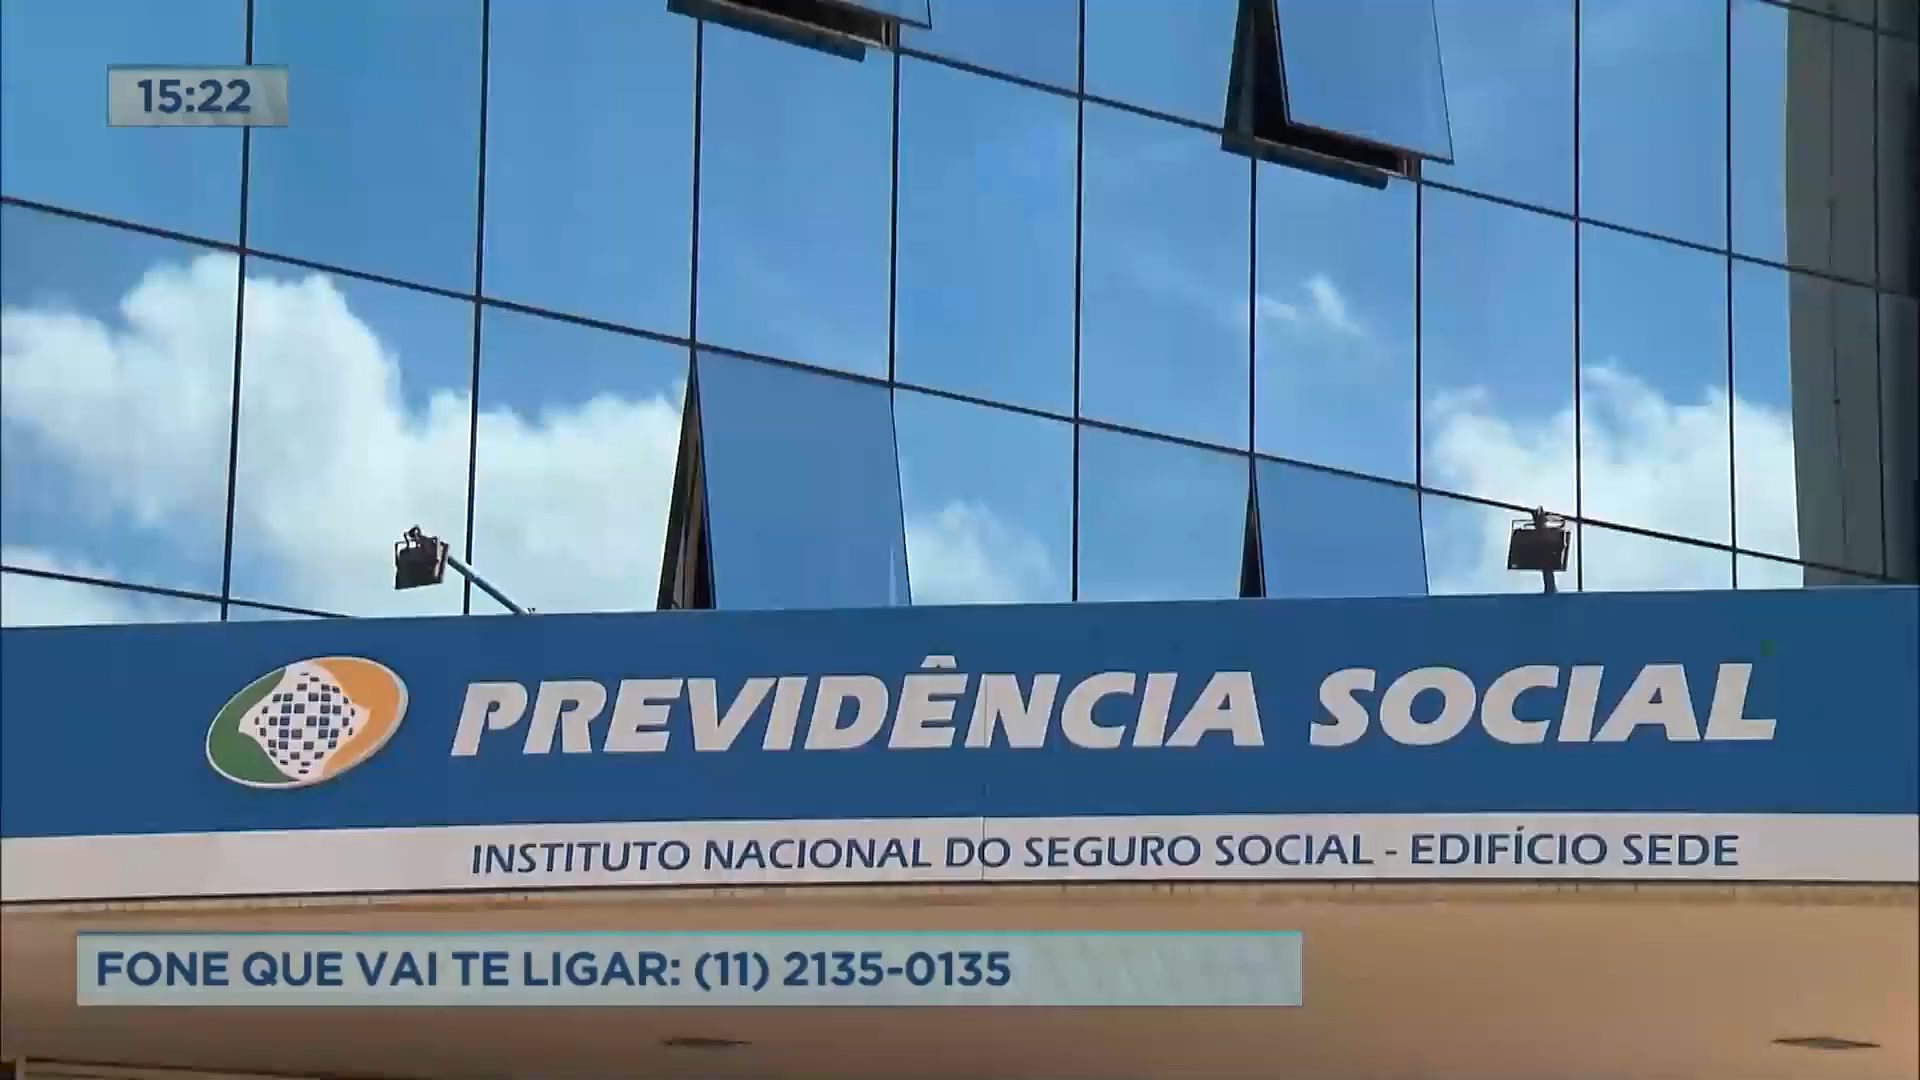 15:22
PREVIDÊNCIA SOCIAL
INSTITUTO NACIONAL DO SEGURO SOCIAL - EDIFÍCIO SEDE
FONE QUE VAI TE LIGAR: (11) 2135-0135